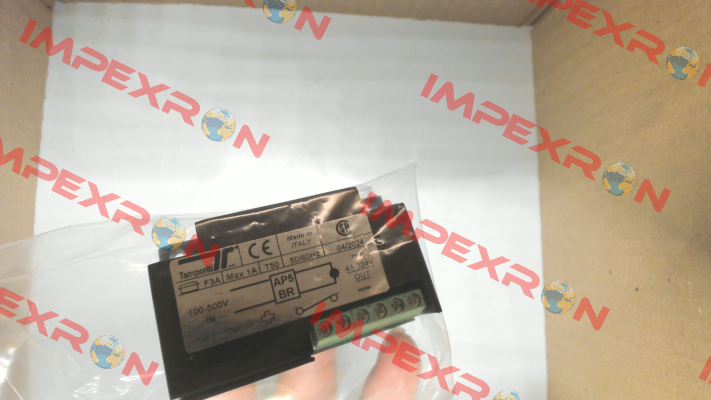 IMPEXRON
IMPEXRON
IMPEXRON
IMPEXRON
IMPEXRON
IMPEXRON
IMPEXRON
IMPEXRON
Temporiti
CE
Made in
ITALY
F3A
Max 1A
T50
50/60Hz
04/2024
100-500V
IN
AP5
BR
OUT
+
—